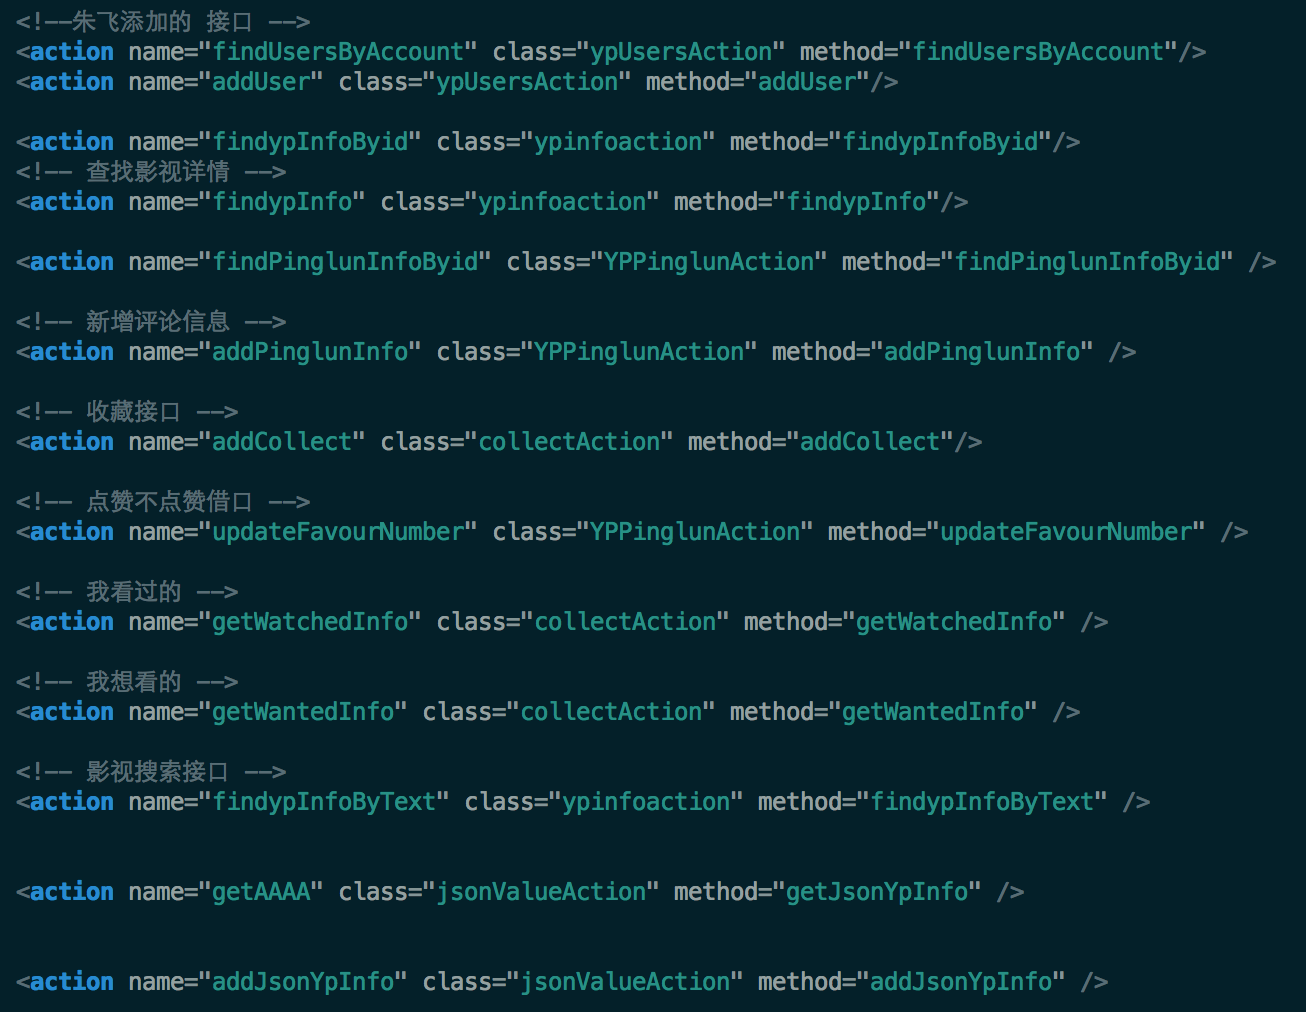 <!--朱飞添加的 接口 -->
<action name="findUsersByAccount" class="ypUsersAction" method="findUsersByAccount"/>
<action name="addUser" class="ypUsersAction" method="addUser"/>
<action name="findypInfoByid" class="ypinfoaction" method="findypInfoByid"/>
<!-- 查找影视详情 -->
<action name="findypInfo" class="ypinfoaction" method="findypInfo"/>
<action name="findPinglunInfoByid" class="YPPinglunAction" method="findPinglunInfoByid" />
<!-- 新增评论信息 -->
<action name="addPinglunInfo" class="YPPinglunAction" method="addPinglunInfo" />
<!-- 收藏接口 -->
<action name="addCollect" class="collectAction" method="addCollect"/>
<!-- 点赞不点赞借口 -->
<action name="updateFavourNumber" class="YPPinglunAction" method="updateFavourNumber" />
<!-- 我看过的 -->
<action name="getWatchedInfo" class="collectAction" method="getWatchedInfo" />
<!-- 我想看的 -->
<action name="getWantedInfo" class="collectAction" method="getWantedInfo" />
<!-- 影视搜索接口 -->
<action name="findypInfoByText" class="ypinfoaction" method="findypInfoByText" />
<action name="getAAAA" class="jsonValueAction" method="getJsonYpInfo" />
<action name="addJsonYpInfo" class="jsonValueAction" method="addJsonYpInfo" />